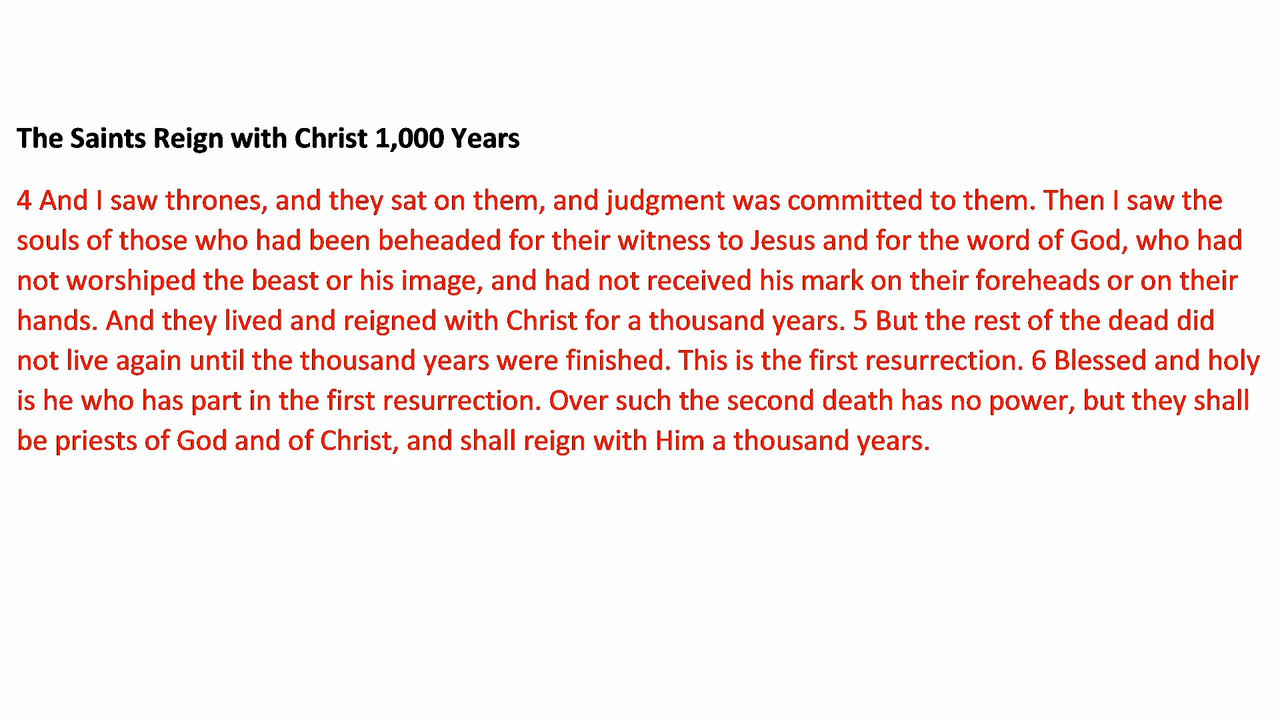 The Saints Reign with Christ 1,000 Years
4 And I saw thrones, and they sat on them, and judgment was committed to them. Then I saw the
souls of those who had been beheaded for their witness to Jesus and for the word of God, who had
not worshiped the beast or his image, and had not received his mark on their foreheads or on their
hands. And they lived and reigned with Christ for a thousand years. 5 But the rest of the dead did
not live again until the thousand years were finished. This is the first resurrection. 6 Blessed and holy
is he who has part in the first resurrection. Over such the second death has no power, but they shall
be priests of God and of Christ, and shall reign with Him a thousand years.